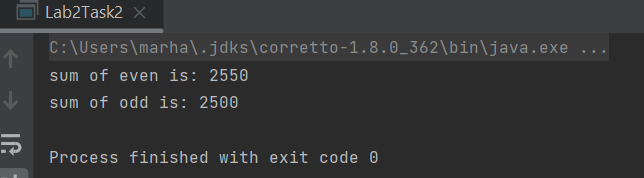 Lab2Task2
C:\Users\marha\.jdks\corretto-1.8.0_362\bin\java.exe ...
sum of even is: 2550
sum of odd is: 2500
Process finished with exit code 0